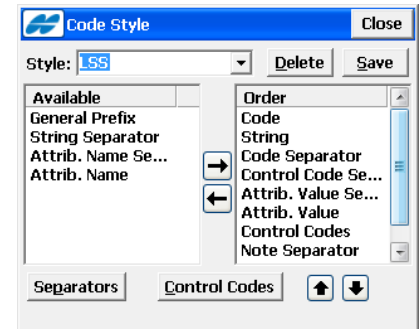 Code Style
Close
Style: LSS
Delete
Save
Available
General Prefix
String Separator
Attrib. Name Se...
Attrib. Name
Order
Code
String
Code Separator
Control Code Se...
Attrib. Value Se...
Attrib. Value
Control Codes
Note Separator
Separators
Control Codes